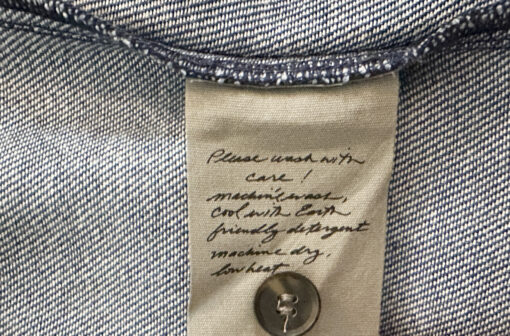 Please wash with
care!
machine wash,
cool with Earth
friendly detergent
machine dry,
low heat